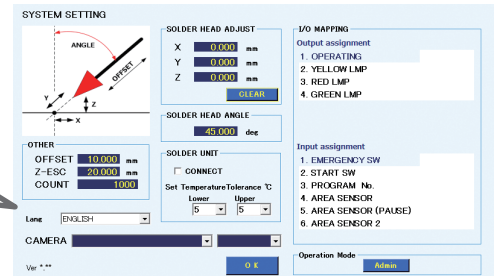 SYSTEM SETTING
ANGLE
OFFSET
Y
Z
X
SOLDER HEAD ADJUST
X 0.000 mm
Y 0.000 mm
Z 0.000 mm
CLEAR
SOLDER HEAD ANGLE
45.000 deg
OTHER
OFFSET 10.000 mm
Z-ESC 20.000 mm
COUNT 1000
SOLDER UNIT
CONNECT
Set TemperatureTolerance ℃
Lower Upper
5 5
Lang ENGLISH
CAMERA
Ver *.**
O K
I/O MAPPING
Output assignment
1. OPERATING
2. YELLOW LMP
3. RED LMP
4. GREEN LMP
Input assignment
1. EMERGENCY SW
2. START SW
3. PROGRAM No.
4. AREA SENSOR
5. AREA SENSOR (PAUSE)
6. AREA SENSOR 2
Operation Mode
Admin